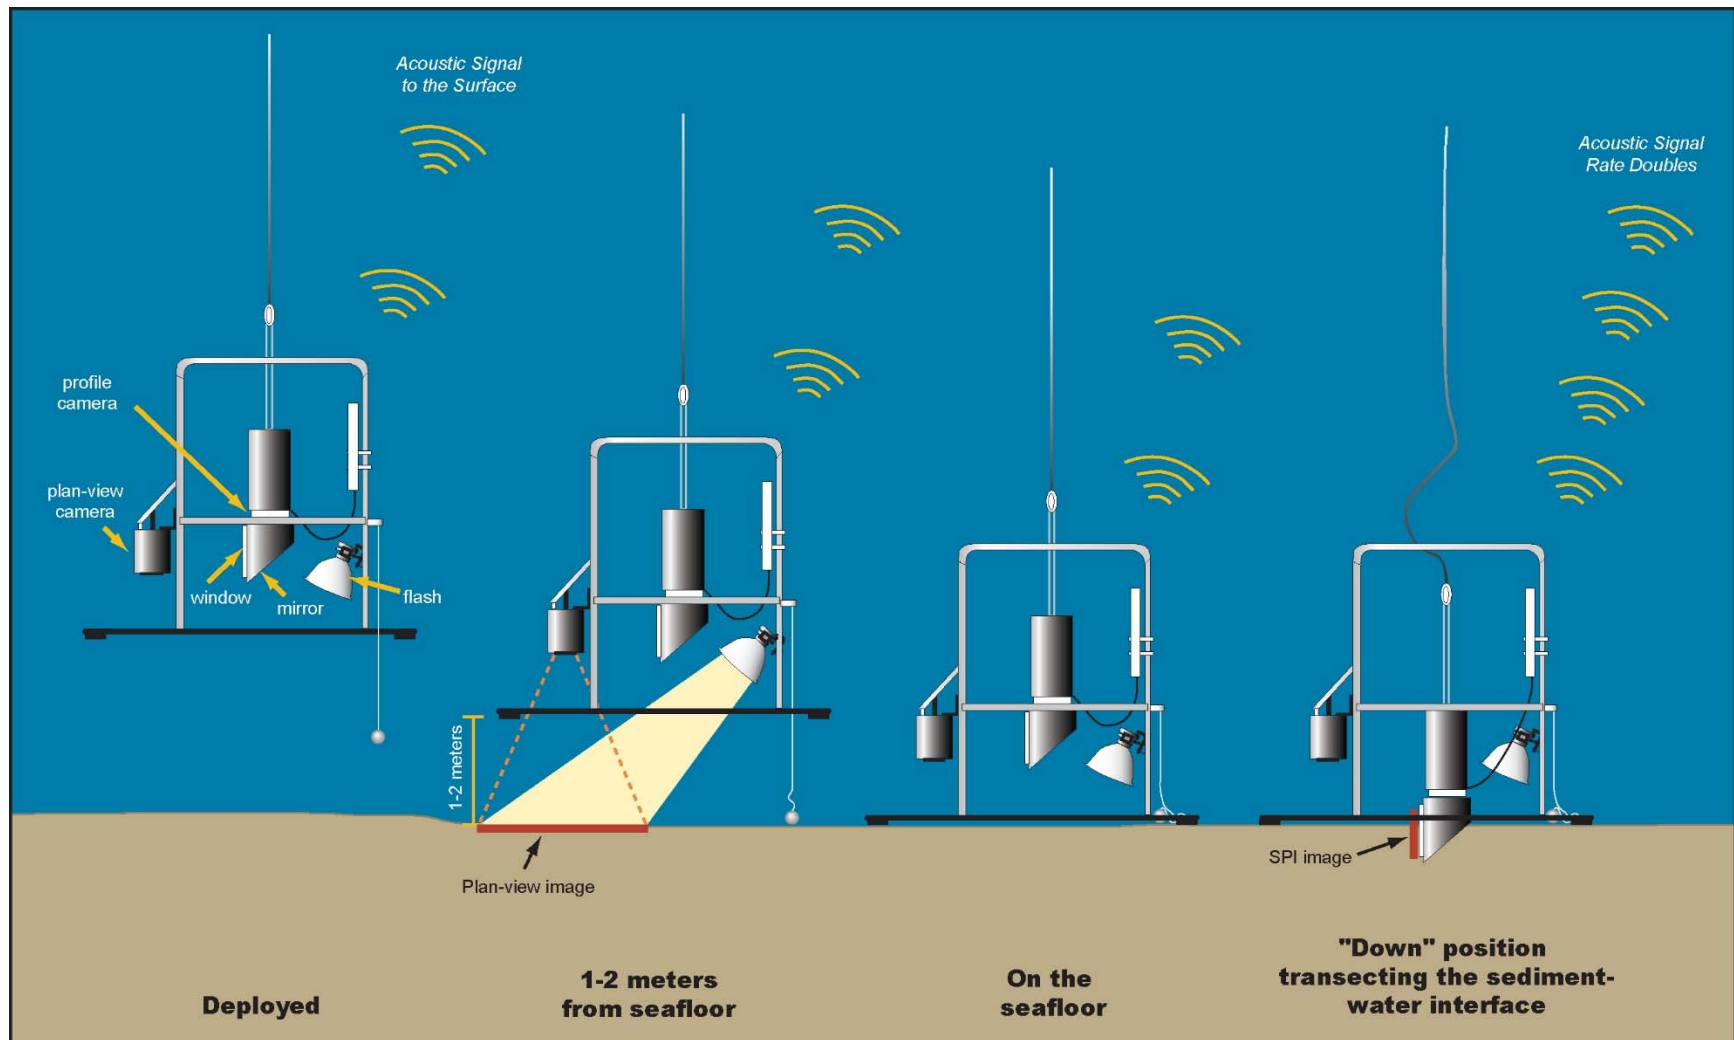 Acoustic Signal
to the Surface
Acoustic Signal
Rate Doubles
profile
camera
plan-view
camera
window
mirror
flash
1-2 meters
Plan-view image
SPI image
Deployed
1-2 meters
from seafloor
On the
seafloor
"Down" position
transecting the sediment-
water interface